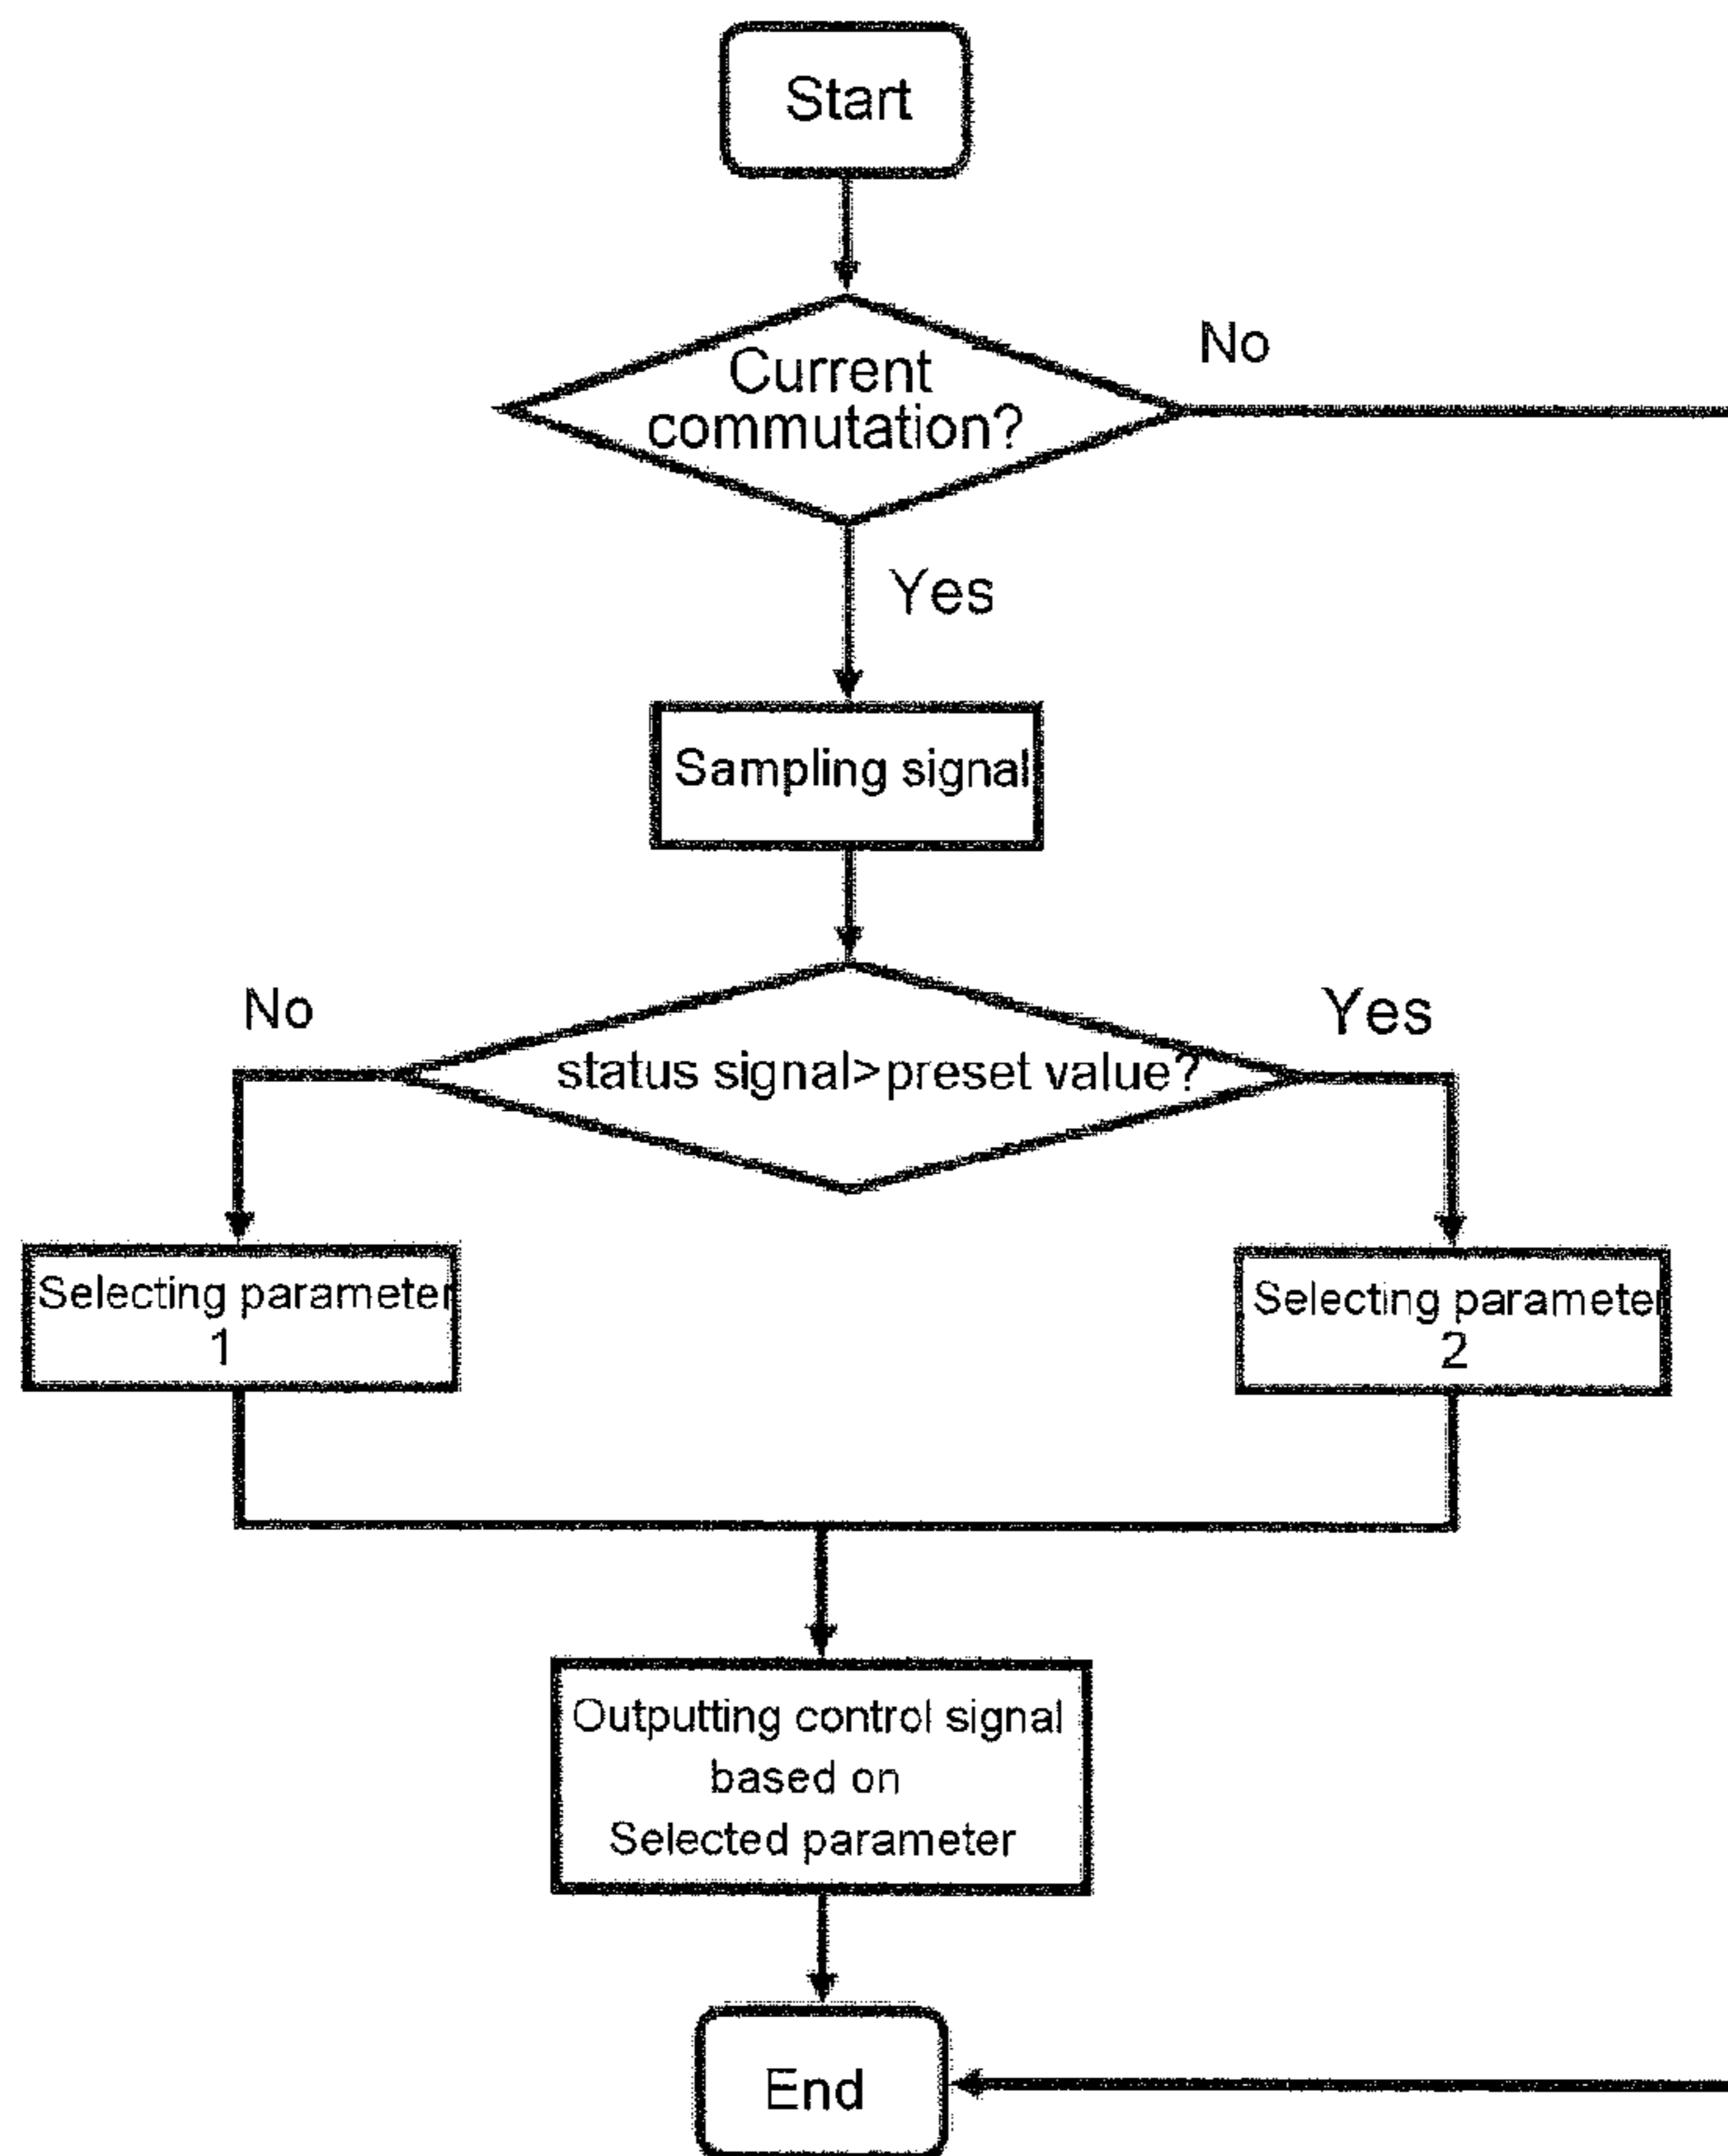 Start
Current
commutation?
No
Yes
Sampling signal
No
Yes
status signal>preset value?
Selecting parameter
1
Selecting parameter
2
Outputting control signal
based on
Selected parameter
End